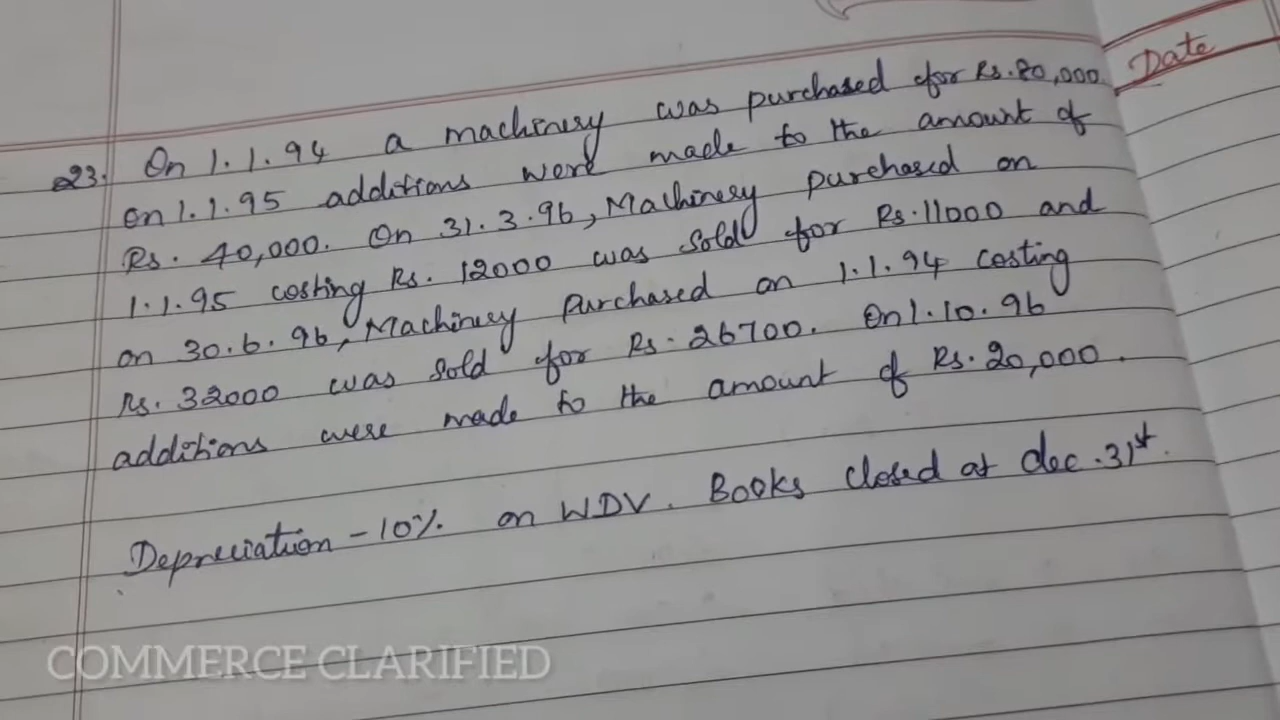 Date
23. On 1.1.94 a machinery was purchased for Rs.80,000
on 1.1.95 additions were made to the amount of
Rs. 40,000. On 31.3.96, Machinery purchased on
1.1.95 costing Rs. 12000 was sold for Rs.11000 and
on 30.6.96, Machinery purchased on 1.1.94 costing
Rs. 32000 was sold for Rs. 26700. On 1.10.96
additions were made to the amount of Rs.20,000.
Depreciation - 10% on WDV. Books closed at dec.31st.
COMMERCE CLARIFIED